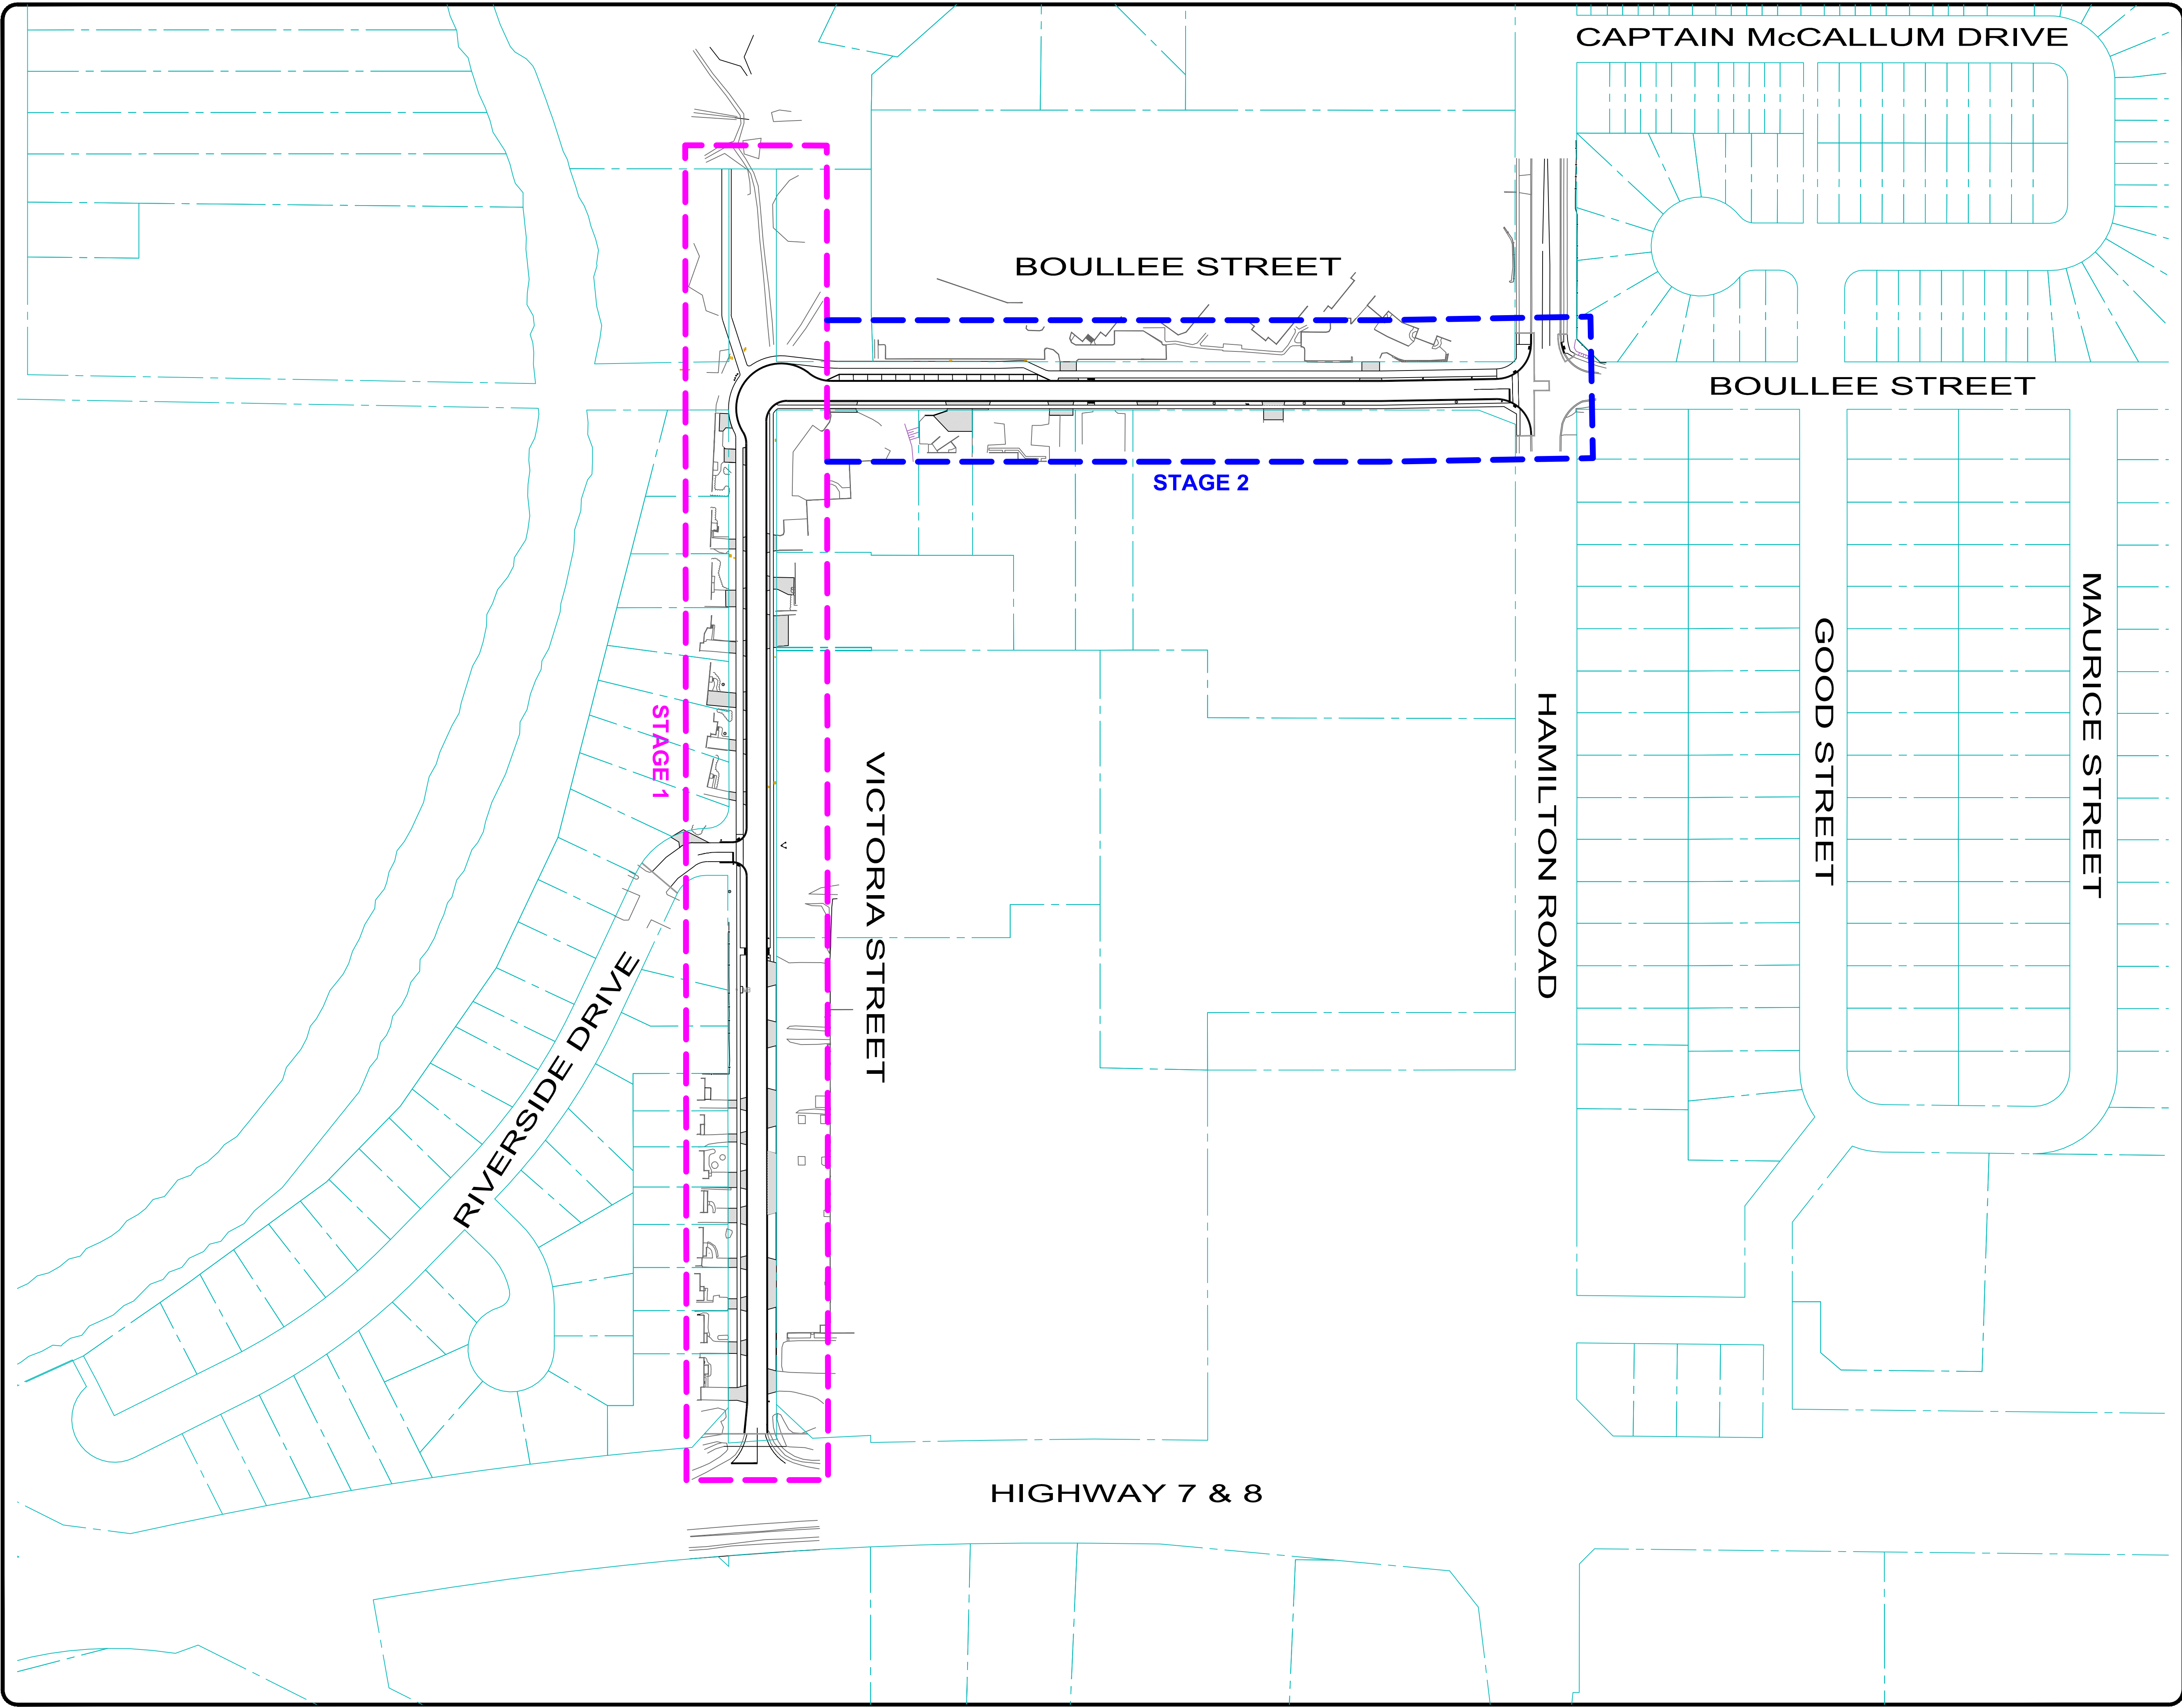 CAPTAIN McCALLUM DRIVE
BOULLEE STREET
BOULLEE STREET
STAGE 2
STAGE 1
VICTORIA STREET
HAMILTON ROAD
GOOD STREET
MAURICE STREET
RIVERSIDE DRIVE
HIGHWAY 7 & 8